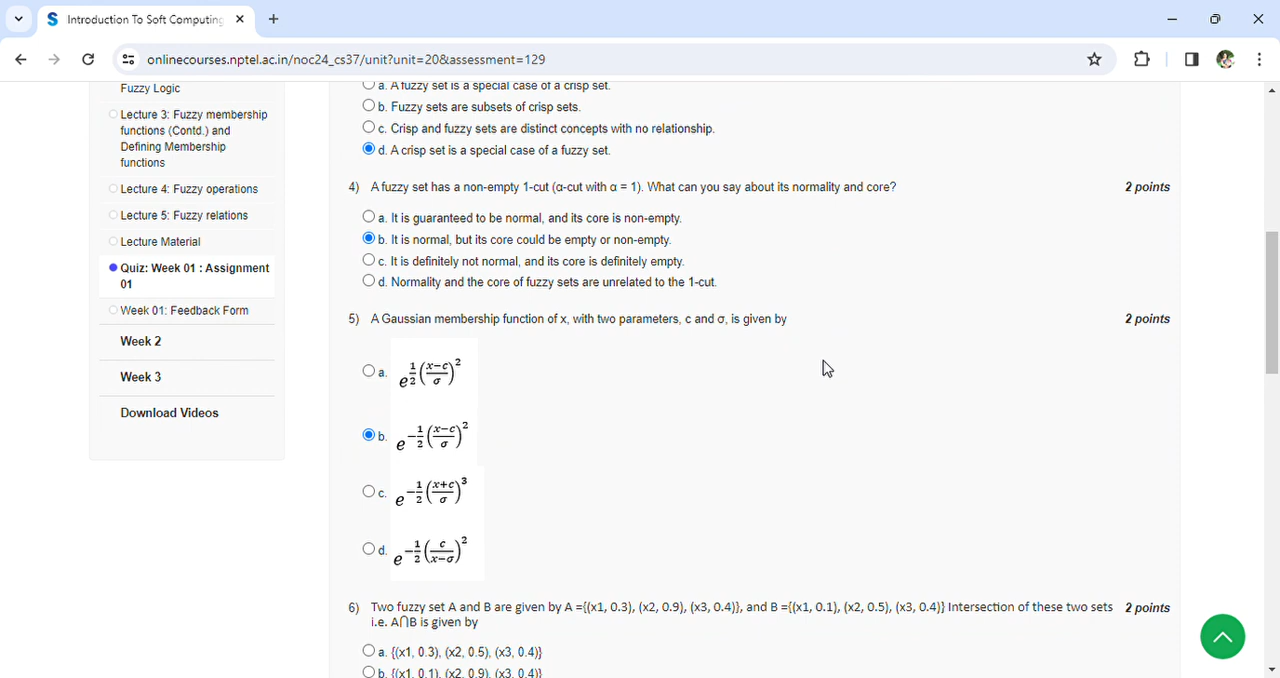 Introduction To Soft Computing
onlinecourses.nptel.ac.in/noc24_cs37/unit?unit=20&assessment=129
Fuzzy Logic
Lecture 3: Fuzzy membership
functions (Contd.) and
Defining Membership
functions
Lecture 4: Fuzzy operations
Lecture 5: Fuzzy relations
Lecture Material
Quiz: Week 01 : Assignment
01
Week 01: Feedback Form
Week 2
Week 3
Download Videos
a. A fuzzy set is a special case of a crisp set.
b. Fuzzy sets are subsets of crisp sets.
c. Crisp and fuzzy sets are distinct concepts with no relationship.
d. A crisp set is a special case of a fuzzy set.
4) A fuzzy set has a non-empty 1-cut (α-cut with α = 1). What can you say about its normality and core? 2 points
a. It is guaranteed to be normal, and its core is non-empty.
b. It is normal, but its core could be empty or non-empty.
c. It is definitely not normal, and its core is definitely empty.
d. Normality and the core of fuzzy sets are unrelated to the 1-cut.
5) A Gaussian membership function of x, with two parameters, c and σ, is given by 2 points
a. e^{\frac{1}{2}(\frac{x-c}{σ})^2}
b. e^{-\frac{1}{2}(\frac{x-c}{σ})^2}
c. e^{-\frac{1}{2}(\frac{x+c}{σ})^3}
d. e^{-\frac{1}{2}(\frac{c}{x-σ})^2}
6) Two fuzzy set A and B are given by A ={(x1, 0.3), (x2, 0.9), (x3, 0.4)}, and B ={(x1, 0.1), (x2, 0.5), (x3, 0.4)} Intersection of these two sets 2 points
i.e. A⋂B is given by
a. {(x1, 0.3), (x2, 0.5), (x3, 0.4)}
b. {(x1, 0.1), (x2, 0.9), (x3, 0.4)}